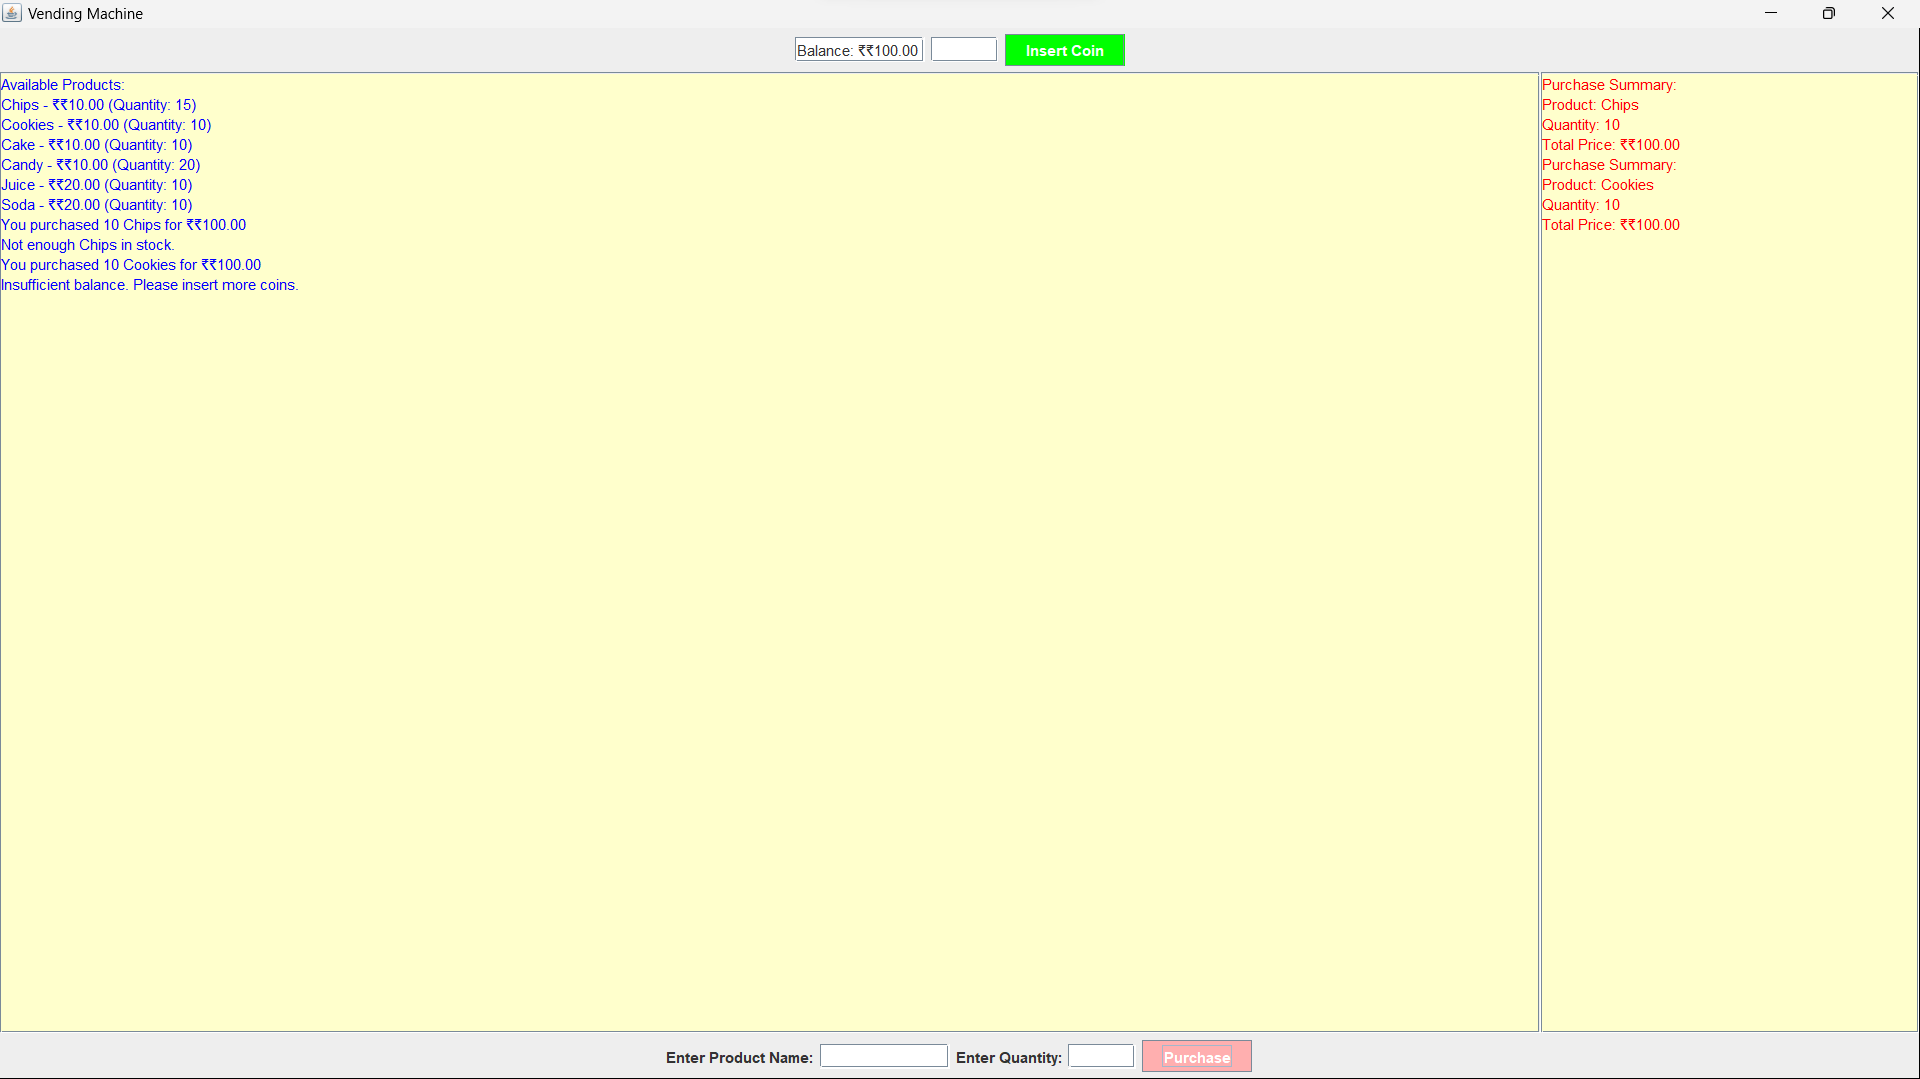 Vending Machine
Balance: ₹₹100.00 Insert Coin
Available Products:
Chips - ₹₹10.00 (Quantity: 15)
Cookies - ₹₹10.00 (Quantity: 10)
Cake - ₹₹10.00 (Quantity: 10)
Candy - ₹₹10.00 (Quantity: 20)
Juice - ₹₹20.00 (Quantity: 10)
Soda - ₹₹20.00 (Quantity: 10)
You purchased 10 Chips for ₹₹100.00
Not enough Chips in stock.
You purchased 10 Cookies for ₹₹100.00
Insufficient balance. Please insert more coins.
Purchase Summary:
Product: Chips
Quantity: 10
Total Price: ₹₹100.00
Purchase Summary:
Product: Cookies
Quantity: 10
Total Price: ₹₹100.00
Enter Product Name: Enter Quantity: Purchase